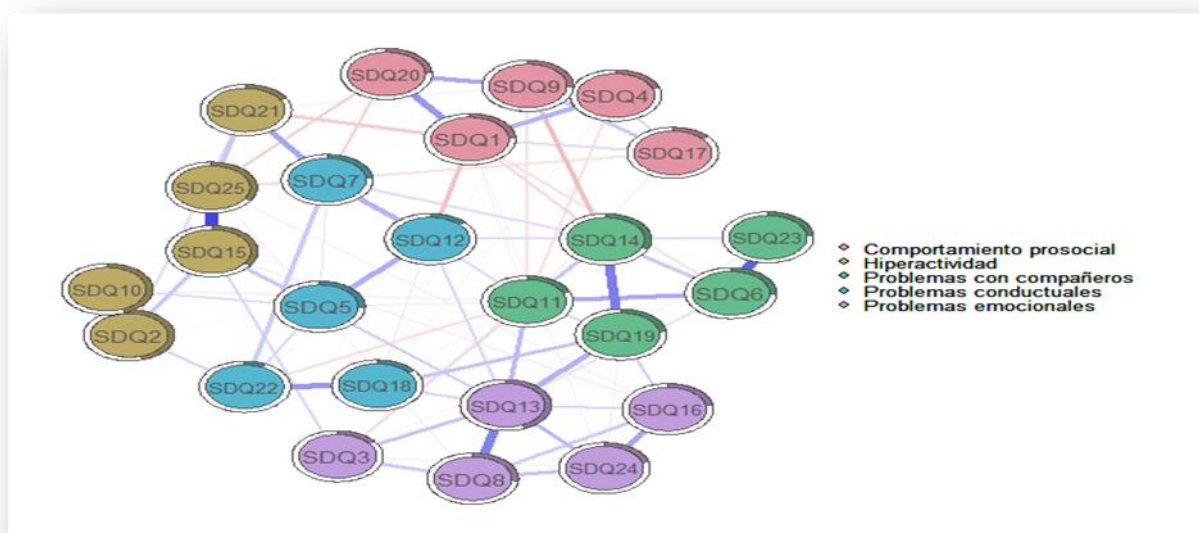 SDQ20
SDQ9
SDQ4
SDQ21
SDQ1
SDQ17
SDQ7
SDQ25
SDQ12
SDQ14
SDQ23
SDQ15
SDQ10
SDQ5
SDQ11
SDQ6
SDQ2
SDQ19
SDQ22
SDQ18
SDQ13
SDQ16
SDQ3
SDQ8
SDQ24
Comportamiento prosocial
Hiperactividad
Problemas con compañeros
Problemas conductuales
Problemas emocionales